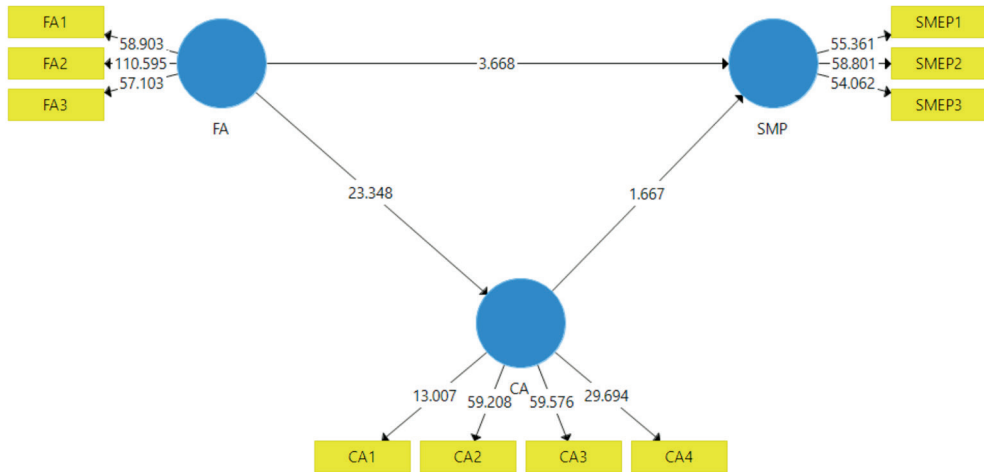 FA1
FA2
FA3
58.903
110.595
57.103
FA
3.668
SMP
55.361
58.801
54.062
SMEP1
SMEP2
SMEP3
23.348
1.667
CA
13.007
59.208
59.576
29.694
CA1
CA2
CA3
CA4